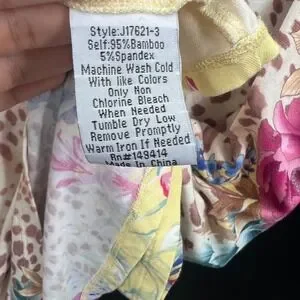 Style:J17621-3
Self:95%Bamboo
5%Spandex
Machine Wash Cold
With like Colors
Only Non
Chlorine Bleach
When Needed
Tumble Dry Low
Remove Promptly
Warm Iron If Needed
Rn#149414
Made In China